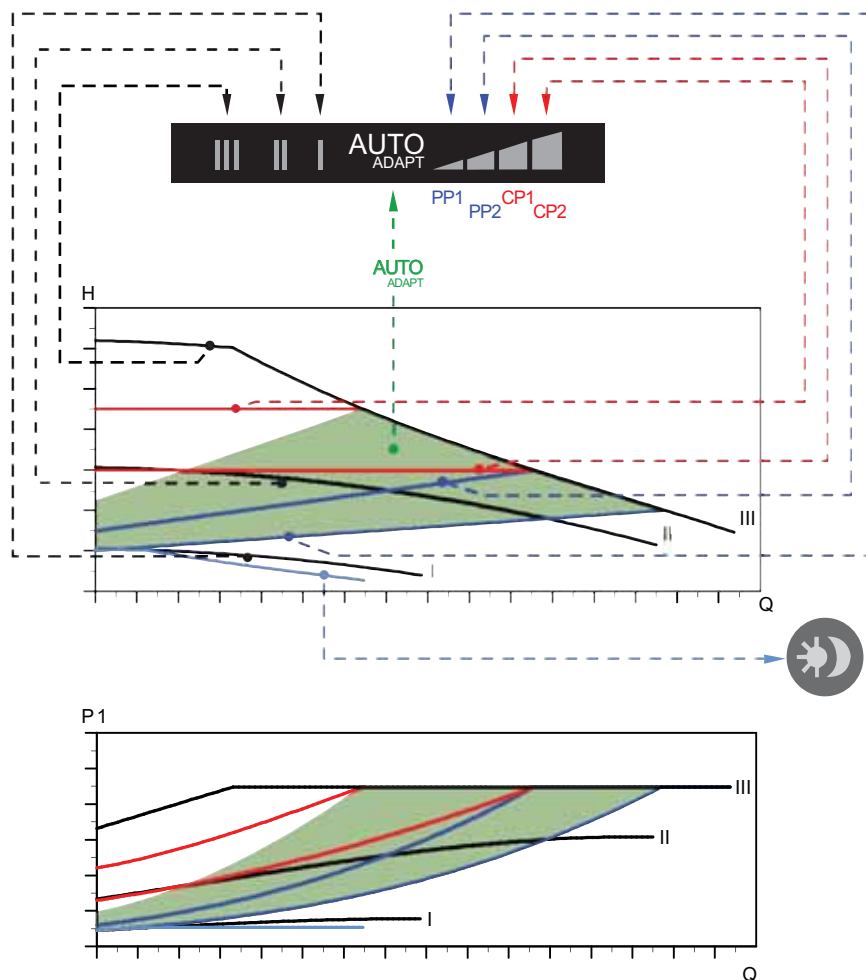 III II I AUTO
ADAPT
PP1 CP1
PP2 CP2
AUTO
ADAPT
H
III
II
I
Q
P1
III
II
I
Q